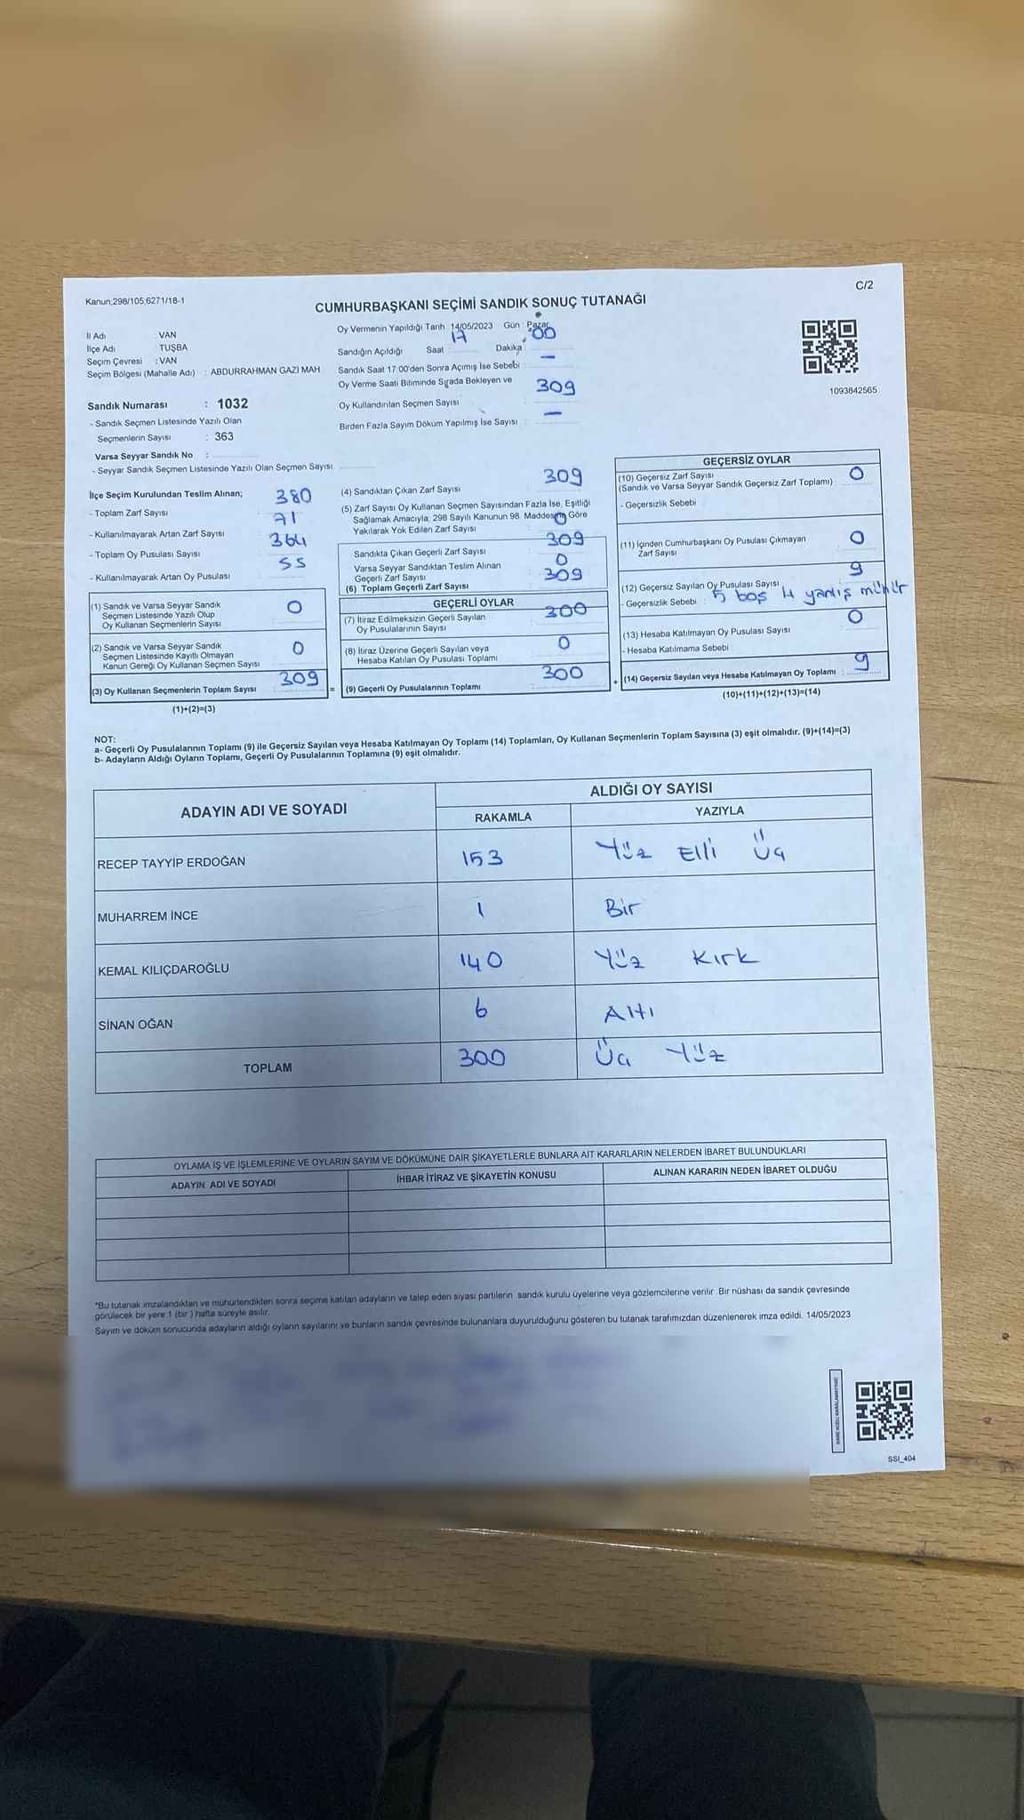 Kanun;298/105,6271/18-1
C/2
CUMHURBAŞKANI SEÇİMİ SANDIK SONUÇ TUTANAĞI
İl Adı VAN
İlçe Adı TUŞBA
Seçim Çevresi : VAN
Seçim Bölgesi (Mahalle Adı) : ABDURRAHMAN GAZİ MAH
Sandık Numarası : 1032
- Sandık Seçmen Listesinde Yazılı Olan
Seçmenlerin Sayısı : 363
Varsa Seyyar Sandık No :
- Seyyar Sandık Seçmen Listesinde Yazılı Olan Seçmen Sayısı
Oy Vermenin Yapıldığı Tarih 14/05/2023 Gün : Pazar
Sandığın Açıldığı Saat 17 Dakika 00
Sandık Saat 17:00'den Sonra Açımış İse Sebebi : —
Oy Verme Saati Bitiminde Sırada Bekleyen ve
Oy Kullandırılan Seçmen Sayısı 309
Birden Fazla Sayım Döküm Yapılmış İse Sayısı —
1093842565
İlçe Seçim Kurulundan Teslim Alınan;
- Toplam Zarf Sayısı 380
- Kullanılmayarak Artan Zarf Sayısı 71
- Toplam Oy Pusulası Sayısı 364
- Kullanılmayarak Artan Oy Pusulası 55
(1) Sandık ve Varsa Seyyar Sandık
Seçmen Listesinde Yazılı Olup
Oy Kullanan Seçmenlerin Sayısı 0
(2) Sandık ve Varsa Seyyar Sandık
Seçmen Listesinde Kayıtlı Olmayan
Kanun Gereği Oy Kullanan Seçmen Sayısı 0
(3) Oy Kullanan Seçmenlerin Toplam Sayısı 309
(1)+(2)=(3)
(4) Sandıktan Çıkan Zarf Sayısı 309
(5) Zarf Sayısı Oy Kullanan Seçmen Sayısından Fazla İse, Eşitliği
Sağlamak Amacıyla; 298 Sayılı Kanunun 98. Maddesine Göre
Yakılarak Yok Edilen Zarf Sayısı 0
Sandıkta Çıkan Geçerli Zarf Sayısı 309
Varsa Seyyar Sandıktan Teslim Alınan
Geçerli Zarf Sayısı 0
(6) Toplam Geçerli Zarf Sayısı 309
GEÇERLİ OYLAR
(7) İtiraz Edilmeksizin Geçerli Sayılan
Oy Pusulalarının Sayısı 300
(8) İtiraz Üzerine Geçerli Sayılan veya
Hesaba Katılan Oy Pusulası Toplamı 0
= (9) Geçerli Oy Pusulalarının Toplamı 300
GEÇERSİZ OYLAR
(10) Geçersiz Zarf Sayısı 0
(Sandık ve Varsa Seyyar Sandık Geçersiz Zarf Toplamı)
- Geçersizlik Sebebi
(11) İçinden Cumhurbaşkanı Oy Pusulası Çıkmayan
Zarf Sayısı 0
(12) Geçersiz Sayılan Oy Pusulası Sayısı 9
- Geçersizlik Sebebi : 5 boş 4 yanlış mühür
(13) Hesaba Katılmayan Oy Pusulası Sayısı 0
- Hesaba Katılmama Sebebi
+ (14) Geçersiz Sayılan veya Hesaba Katılmayan Oy Toplamı 9
(10)+(11)+(12)+(13)=(14)
NOT:
a- Geçerli Oy Pusulalarının Toplamı (9) ile Geçersiz Sayılan veya Hesaba Katılmayan Oy Toplamı (14) Toplamları, Oy Kullanan Seçmenlerin Toplam Sayısına (3) eşit olmalıdır. (9)+(14)=(3)
b- Adayların Aldığı Oyların Toplamı, Geçerli Oy Pusulalarının Toplamına (9) eşit olmalıdır.
ADAYIN ADI VE SOYADI
ALDIĞI OY SAYISI
RAKAMLA YAZIYLA
RECEP TAYYİP ERDOĞAN 153 Yüz Elli Üç
MUHARREM İNCE 1 Bir
KEMAL KILIÇDAROĞLU 140 Yüz Kırk
SİNAN OĞAN 6 Altı
TOPLAM 300 Üç Yüz
OYLAMA İŞ VE İŞLEMLERİNE VE OYLARIN SAYIM VE DÖKÜMÜNE DAİR ŞİKAYETLERLE BUNLARA AİT KARARLARIN NELERDEN İBARET BULUNDUKLARI
ADAYIN ADI VE SOYADI İHBAR İTİRAZ VE ŞİKAYETİN KONUSU ALINAN KARARIN NEDEN İBARET OLDUĞU
*Bu tutanak imzalandıktan ve mühürlendikten sonra seçime katılan adayların ve talep eden siyasi partilerin sandık kurulu üyelerine veya gözlemcilerine verilir. Bir nüshası da sandık çevresinde
görülecek bir yere 1 (bir) hafta süreyle asılır.
Sayım ve döküm sonucunda adayların aldığı oyların sayılarını ve bunların sandık çevresinde bulunanlara duyurulduğunu gösteren bu tutanak tarafımızdan düzenlenerek imza edildi. 14/05/2023
SSI_404